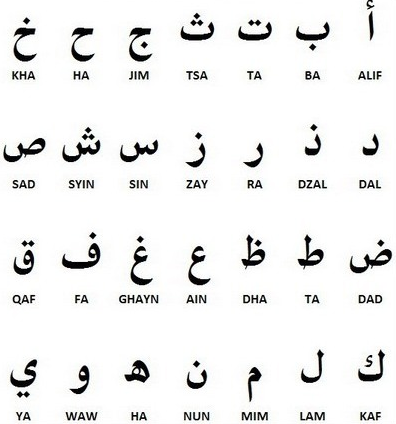 أ ب ت ث ج ح خ
ALIF BA TA TSA JIM HA KHA
د ذ ر ز س ش ص
DAL DZAL RA ZAY SIN SYIN SAD
ض ط ظ ع غ ف ق
DAD TA DHA AIN GHAYN FA QAF
ك ل م ن ه و ي
KAF LAM MIM NUN HA WAW YA